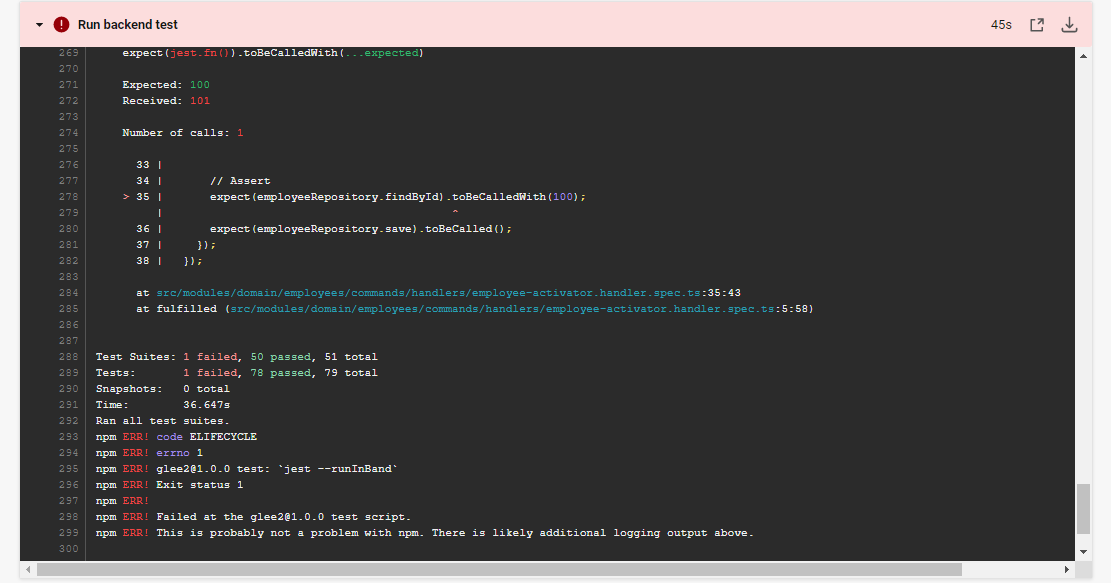 Run backend test 45s
269 expect(jest.fn()).toBeCalledWith(...expected)
270
271 Expected: 100
272 Received: 101
273
274 Number of calls: 1
275
276 33 |
277 34 | // Assert
278 > 35 | expect(employeeRepository.findById).toBeCalledWith(100);
279 | ^
280 36 | expect(employeeRepository.save).toBeCalled();
281 37 | });
282 38 | });
283
284 at src/modules/domain/employees/commands/handlers/employee-activator.handler.spec.ts:35:43
285 at fulfilled (src/modules/domain/employees/commands/handlers/employee-activator.handler.spec.ts:5:58)
286
287
288 Test Suites: 1 failed, 50 passed, 51 total
289 Tests: 1 failed, 78 passed, 79 total
290 Snapshots: 0 total
291 Time: 36.647s
292 Ran all test suites.
293 npm ERR! code ELIFECYCLE
294 npm ERR! errno 1
295 npm ERR! glee2@1.0.0 test: `jest --runInBand`
296 npm ERR! Exit status 1
297 npm ERR!
298 npm ERR! Failed at the glee2@1.0.0 test script.
299 npm ERR! This is probably not a problem with npm. There is likely additional logging output above.
300